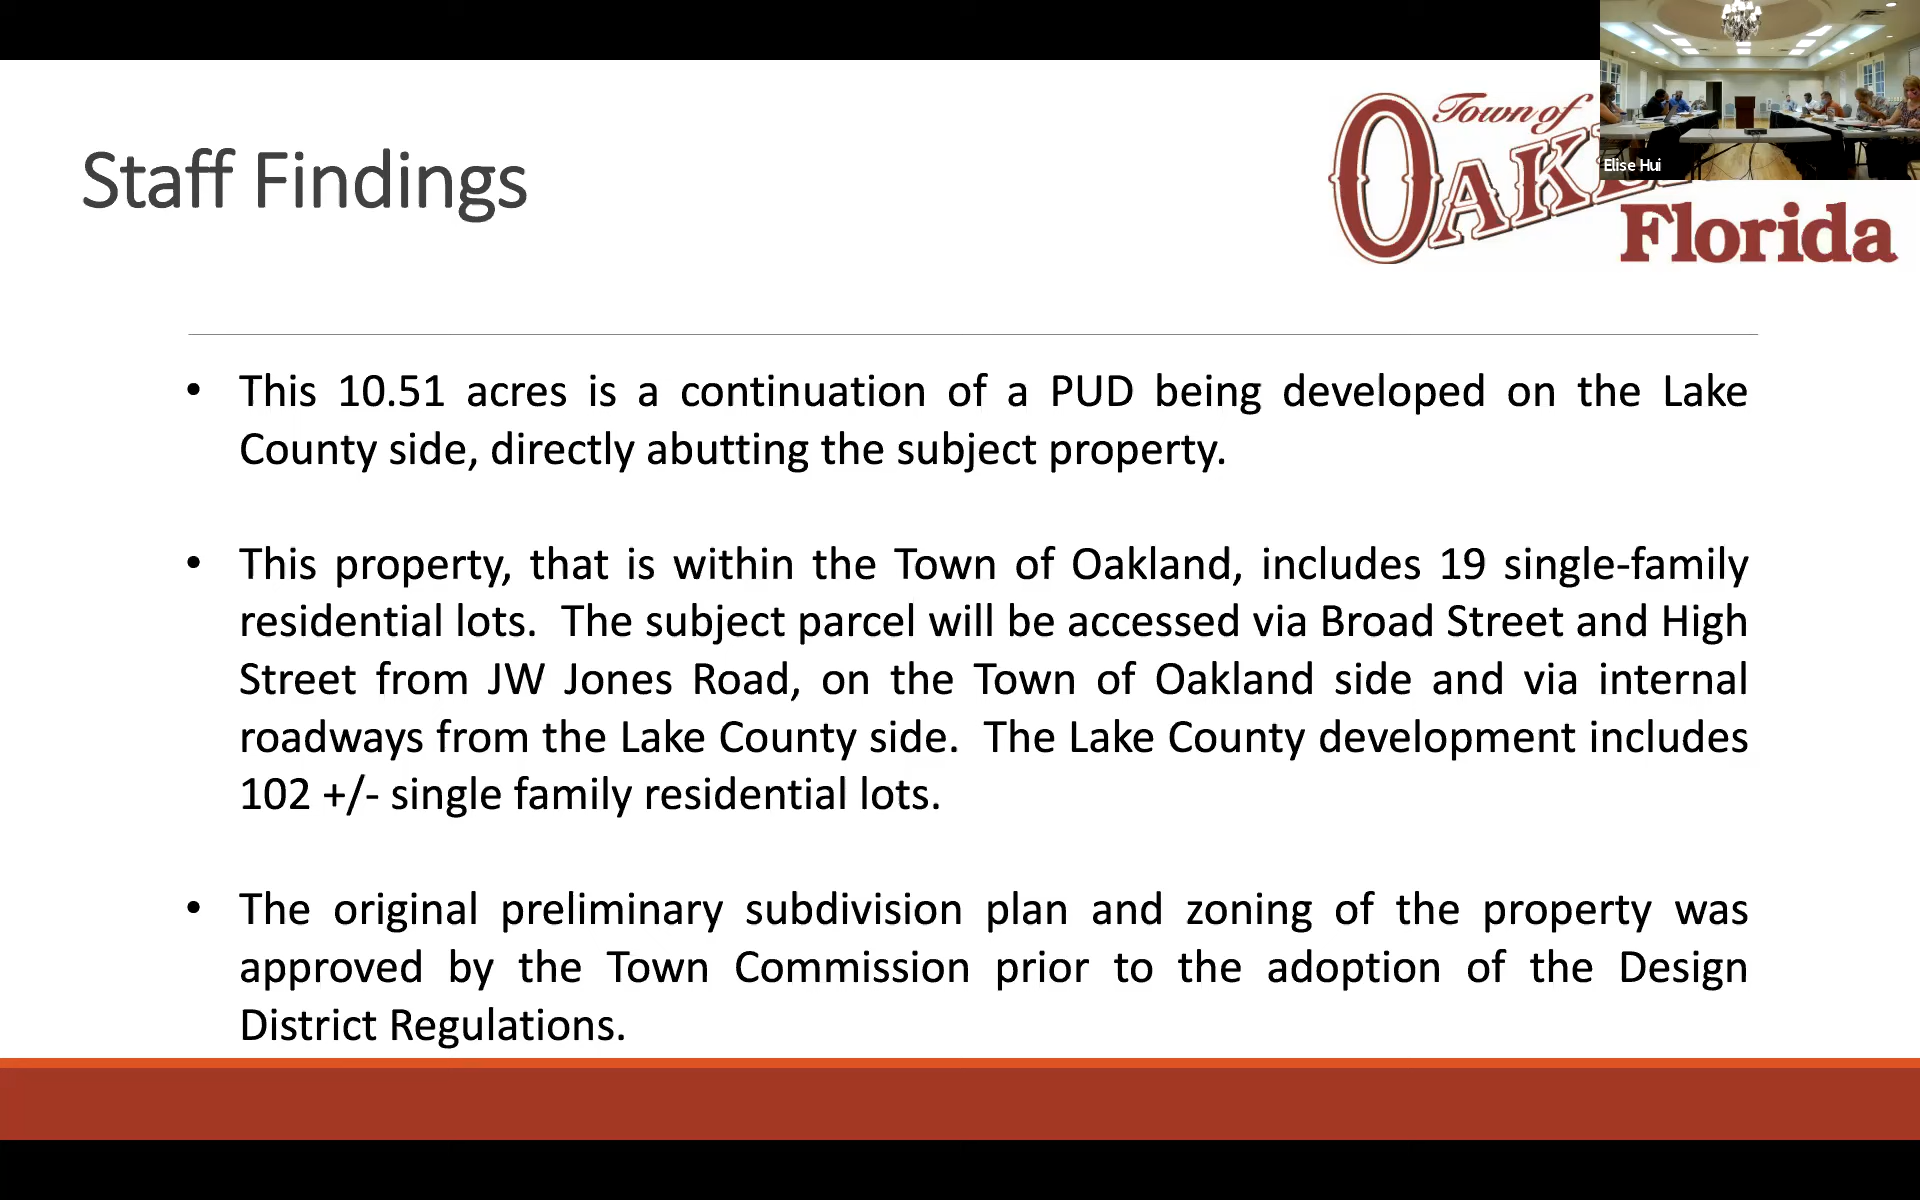 Town of
OAK
Florida
Elise Hui
Staff Findings
• This 10.51 acres is a continuation of a PUD being developed on the Lake
County side, directly abutting the subject property.
• This property, that is within the Town of Oakland, includes 19 single-family
residential lots.  The subject parcel will be accessed via Broad Street and High
Street from JW Jones Road, on the Town of Oakland side and via internal
roadways from the Lake County side.  The Lake County development includes
102 +/- single family residential lots.
• The original preliminary subdivision plan and zoning of the property was
approved by the Town Commission prior to the adoption of the Design
District Regulations.